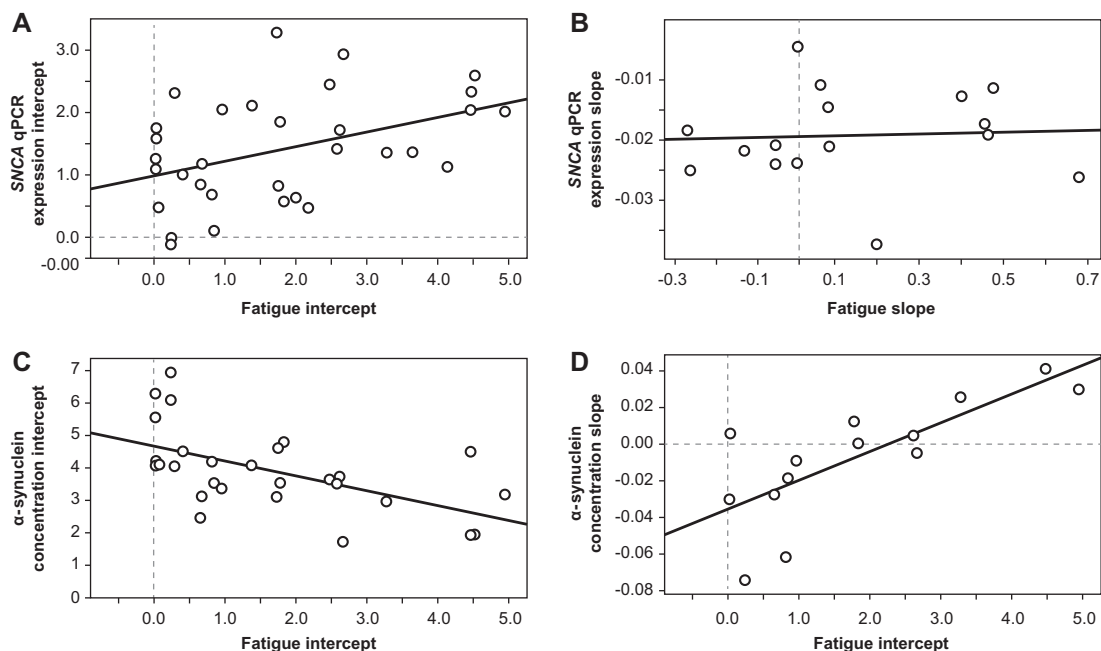 A
SNCA qPCR
expression intercept
3.0
2.0
1.0
0.0
-0.00
0.0 1.0 2.0 3.0 4.0 5.0
Fatigue intercept
B
SNCA qPCR
expression slope
-0.01
-0.02
-0.03
-0.3 -0.1 0.1 0.3 0.5 0.7
Fatigue slope
C
α-synuclein
concentration intercept
7
6
5
4
3
2
1
0
0.0 1.0 2.0 3.0 4.0 5.0
Fatigue intercept
D
α-synuclein
concentration slope
0.04
0.02
0.00
-0.04
-0.06
-0.08
0.0 1.0 2.0 3.0 4.0 5.0
Fatigue intercept